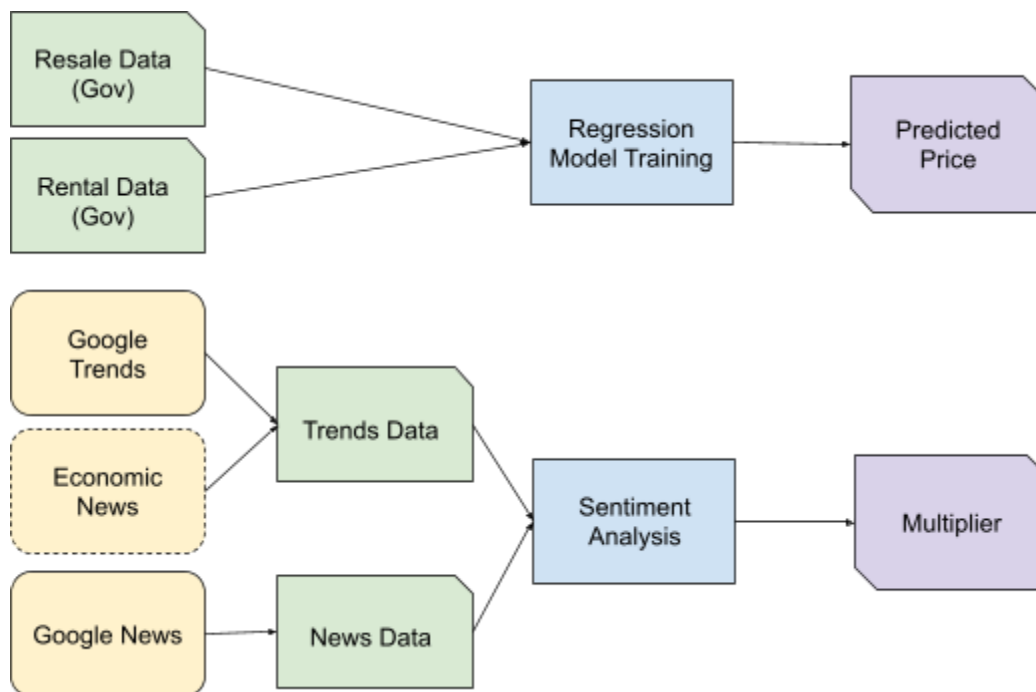 Resale Data
(Gov)
Rental Data
(Gov)
Regression
Model Training
Predicted
Price
Google
Trends
Economic
News
Google News
Trends Data
News Data
Sentiment
Analysis
Multiplier